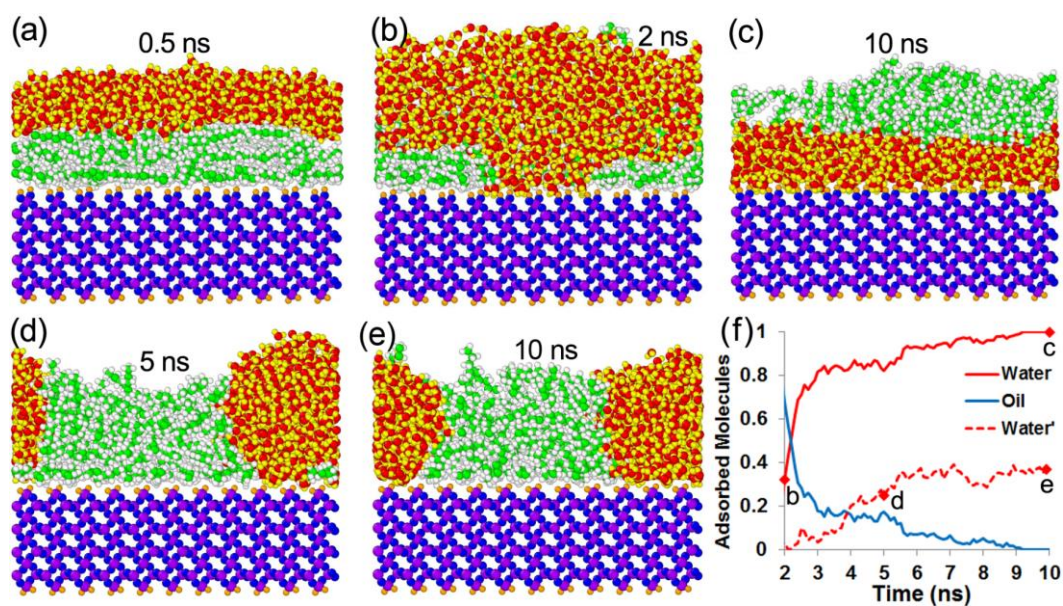 (a) 0.5 ns
(b) 2 ns
(c) 10 ns
(d) 5 ns
(e) 10 ns
(f)
Adsorbed Molecules
1
0.8
0.6
0.4
0.2
0
Water
Oil
Water'
b
c
d
e
2 3 4 5 6 7 8 9 10
Time (ns)